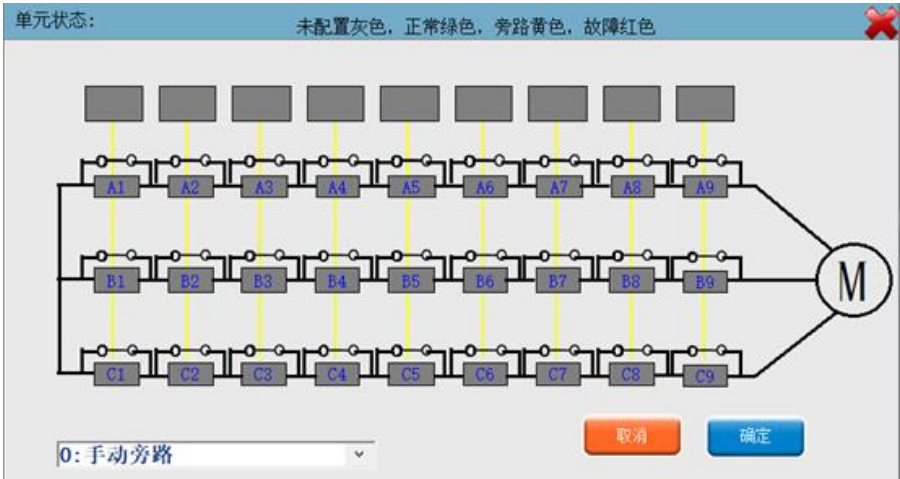 单元状态:
未配置灰色，正常绿色，旁路黄色，故障红色
A1 A2 A3 A4 A5 A6 A7 A8 A9
B1 B2 B3 B4 B5 B6 B7 B8 B9
M
C1 C2 C3 C4 C5 C6 C7 C8 C9
取消 确定
0:手动旁路